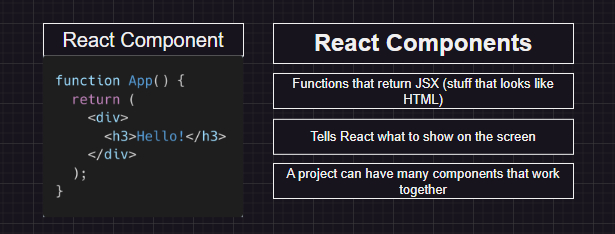 React Component
function App() {
  return (
    <div>
      <h3>Hello!</h3>
    </div>
  );
}
React Components
Functions that return JSX (stuff that looks like
HTML)
Tells React what to show on the screen
A project can have many components that work
together